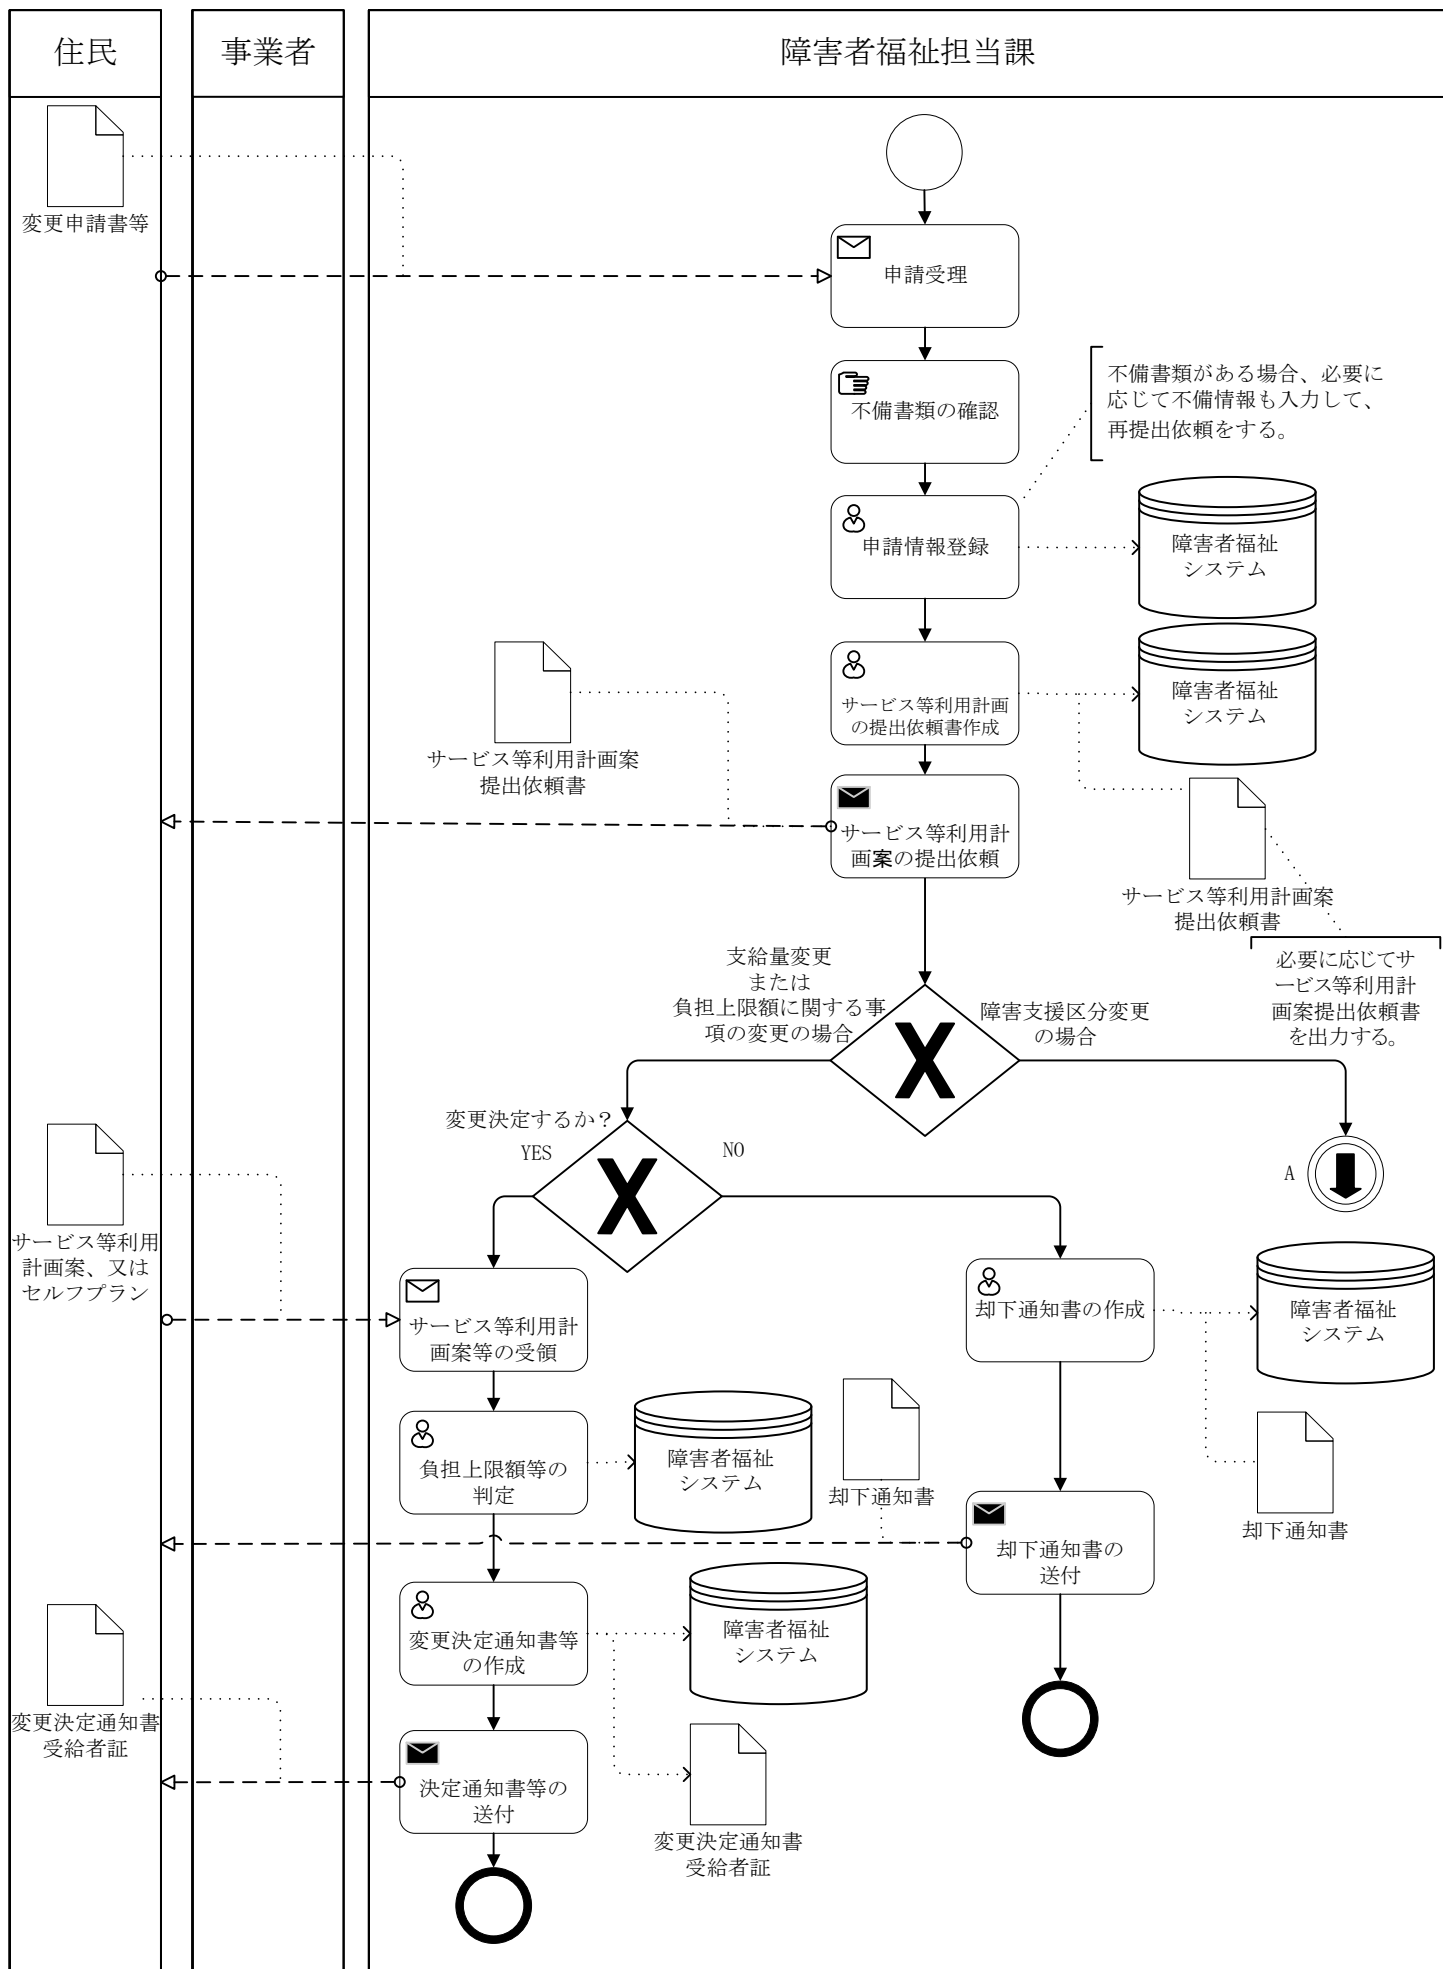 住民
事業者
障害者福祉担当課
変更申請書等
申請受理
不備書類の確認
不備書類がある場合、必要に
応じて不備情報も入力して、
再提出依頼をする。
申請情報登録
障害者福祉
システム
サービス等利用計画
の提出依頼書作成
障害者福祉
システム
サービス等利用計画案
提出依頼書
サービス等利用計
画案の提出依頼
サービス等利用計画案
提出依頼書
必要に応じてサ
ービス等利用計
画案提出依頼書
を出力する。
支給量変更
または
負担上限額に関する事
項の変更の場合
障害支援区分変更
の場合
X
変更決定するか？
YES
NO
X
A
サービス等利用
計画案、又は
セルフプラン
サービス等利用計
画案等の受領
却下通知書の作成
障害者福祉
システム
負担上限額等の
判定
障害者福祉
システム
却下通知書
却下通知書
却下通知書の
送付
変更決定通知書等
の作成
障害者福祉
システム
変更決定通知書
受給者証
決定通知書等の
送付
変更決定通知書
受給者証